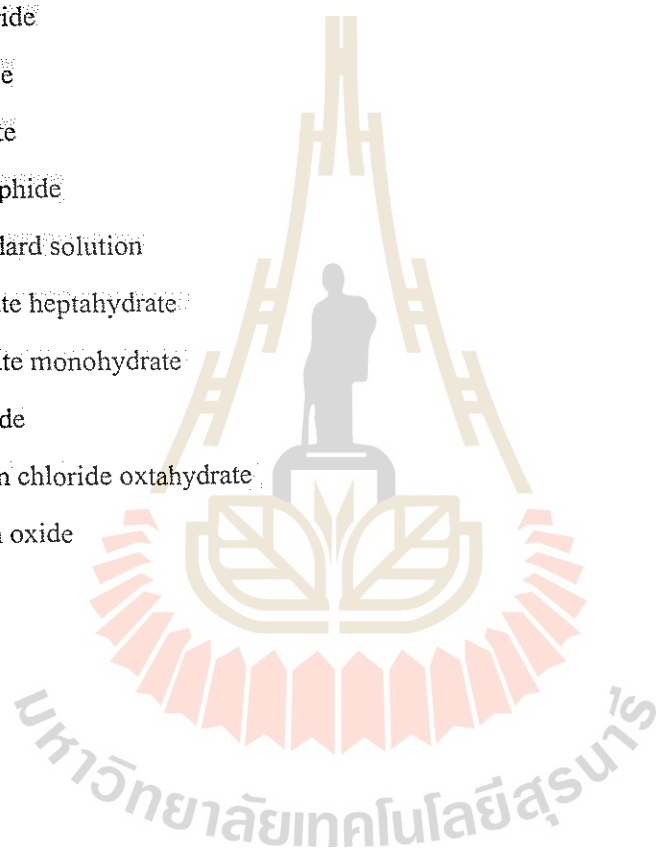 ride
e
te
phide
lard solution
te heptahydrate
te monohydrate
de
n chloride oxtahydrate
n oxide
มหาวิทยาลัยเทคโนโลยีสุรนารี